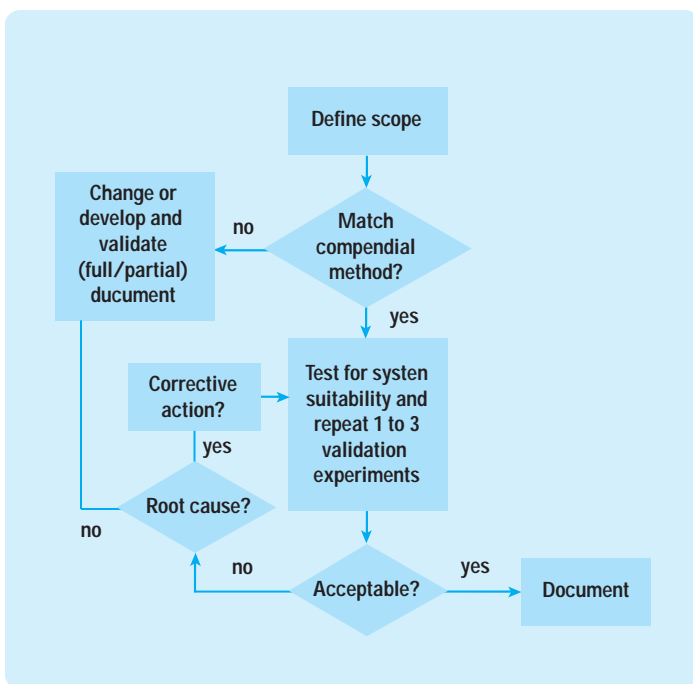 Define scope
Match
compendial
method?
no
Change or
develop and
validate
(full/partial)
ducument
yes
Test for systen
suitability and
repeat 1 to 3
validation
experiments
Corrective
action?
yes
Root cause?
no
no
Acceptable?
yes
Document